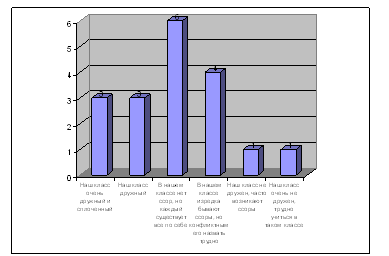 6
5
4
3
2
1
0
Наш класс
очень
дружный и
сплоченный
Наш класс
дружный
В нашем
классе нет
ссор, но
каждый
существует
по себе
В нашем
классе
изредка
бывают
ссоры, но
конфликтным
его назвать
трудно
Наш класс не
дружен, часто
возникают
ссоры
Наш класс
очень не
дружен,
трудно
учиться в
таком классе